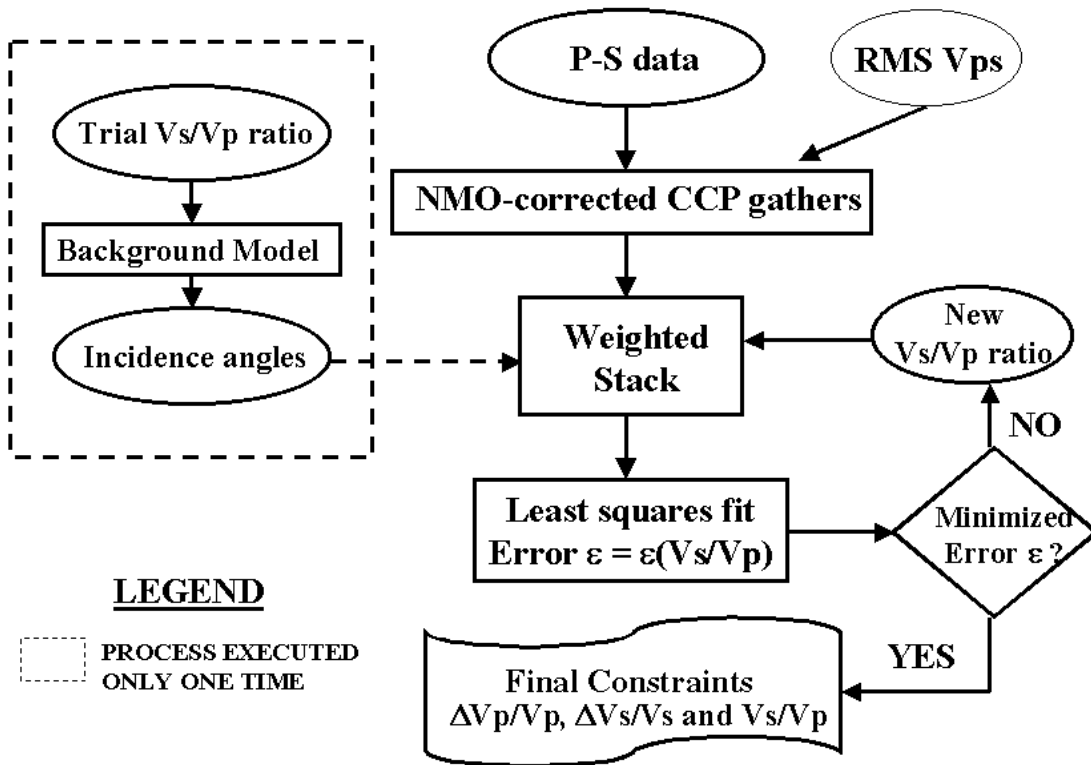 P-S data
RMS Vps
Trial Vs/Vp ratio
NMO-corrected CCP gathers
Background Model
Incidence angles
Weighted
Stack
New
Vs/Vp ratio
NO
Least squares fit
Error ε = ε(Vs/Vp)
Minimized
Error ε ?
YES
Final Constraints
ΔVp/Vp, ΔVs/Vs and Vs/Vp
LEGEND
PROCESS EXECUTED
ONLY ONE TIME